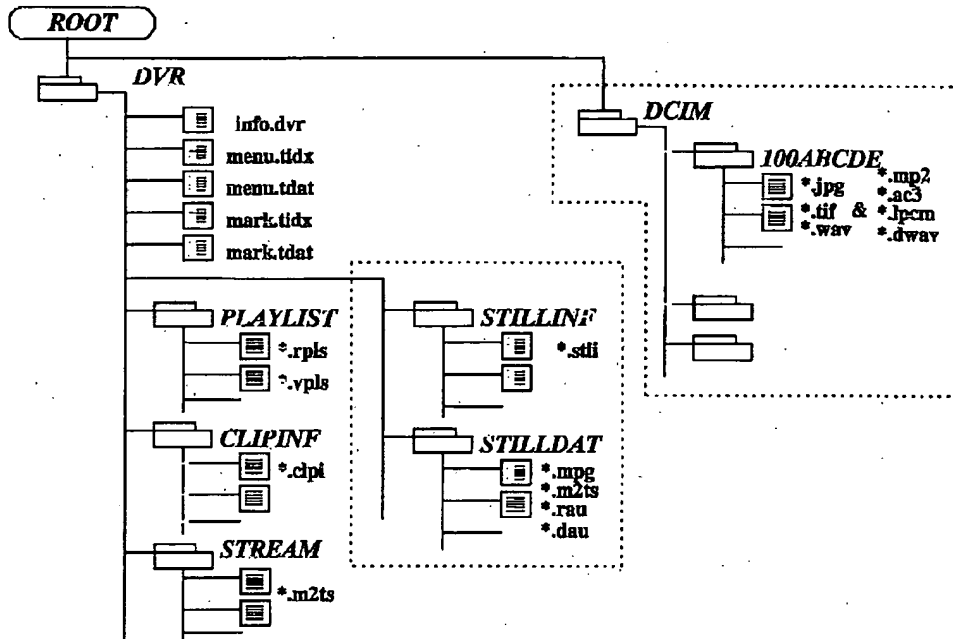 ROOT
DVR
info.dvr
menu.tidx
menu.tdat
mark.tidx
mark.tdat
PLAYLIST
*.rpls
*.vpls
CLIPINF
*.clpi
STREAM
*.m2ts
STILLINF
*.stli
STILLDAT
*.mpg
*.m2ts
*.rau
*.dau
DCIM
100ABCDE
*.jpg
*.tif & 
*.wav
*.mp2
*.ac3
*.lpcm
*.dwav